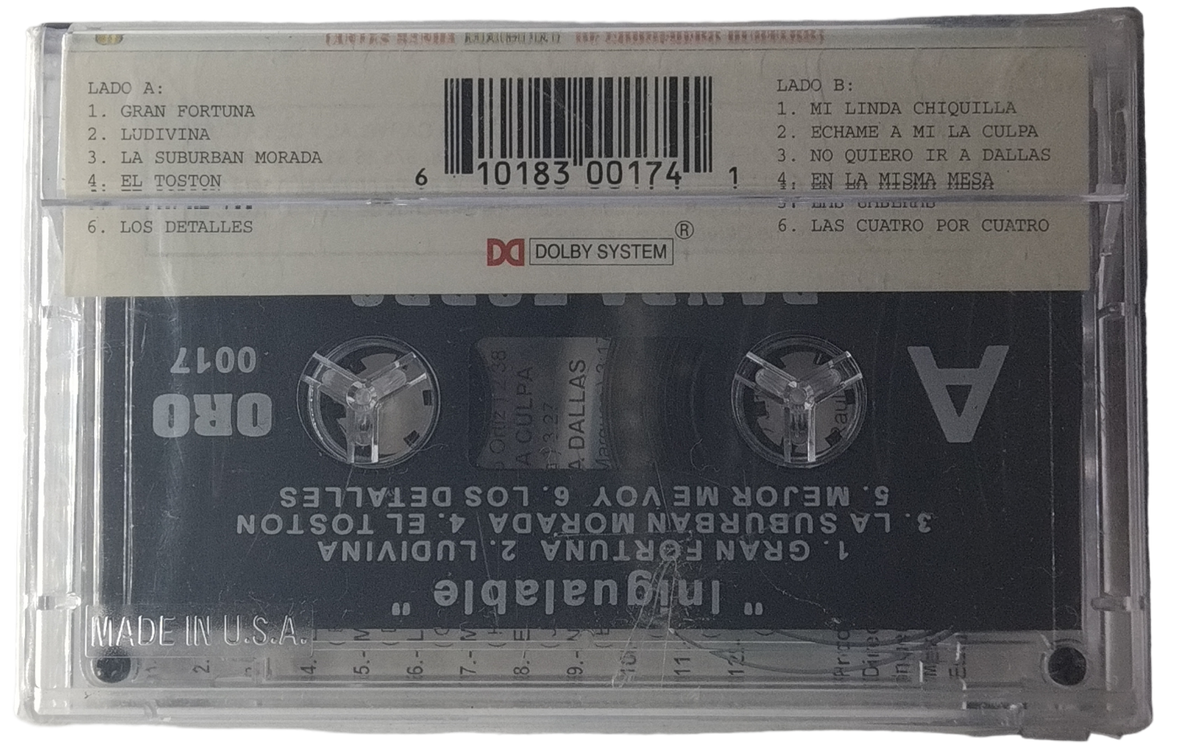 LADO A:
1. GRAN FORTUNA
2. LUDIVINA
3. LA SUBURBAN MORADA
4. EL TOSTON
6. LOS DETALLES
6 10183 00174 1
DOLBY SYSTEM ®
LADO B:
1. MI LINDA CHIQUILLA
2. ECHAME A MI LA CULPA
3. NO QUIERO IR A DALLAS
4. EN LA MISMA MESA
6. LAS CUATRO POR CUATRO
A
ORO
0017
A CULPA
A DALLAS
" Inigualable "
1. GRAN FORTUNA 2. LUDIVINA
3. LA SUBURBAN MORADA 4. EL TOSTON
5. MEJOR ME VOY 6. LOS DETALLES
MADE IN U.S.A.